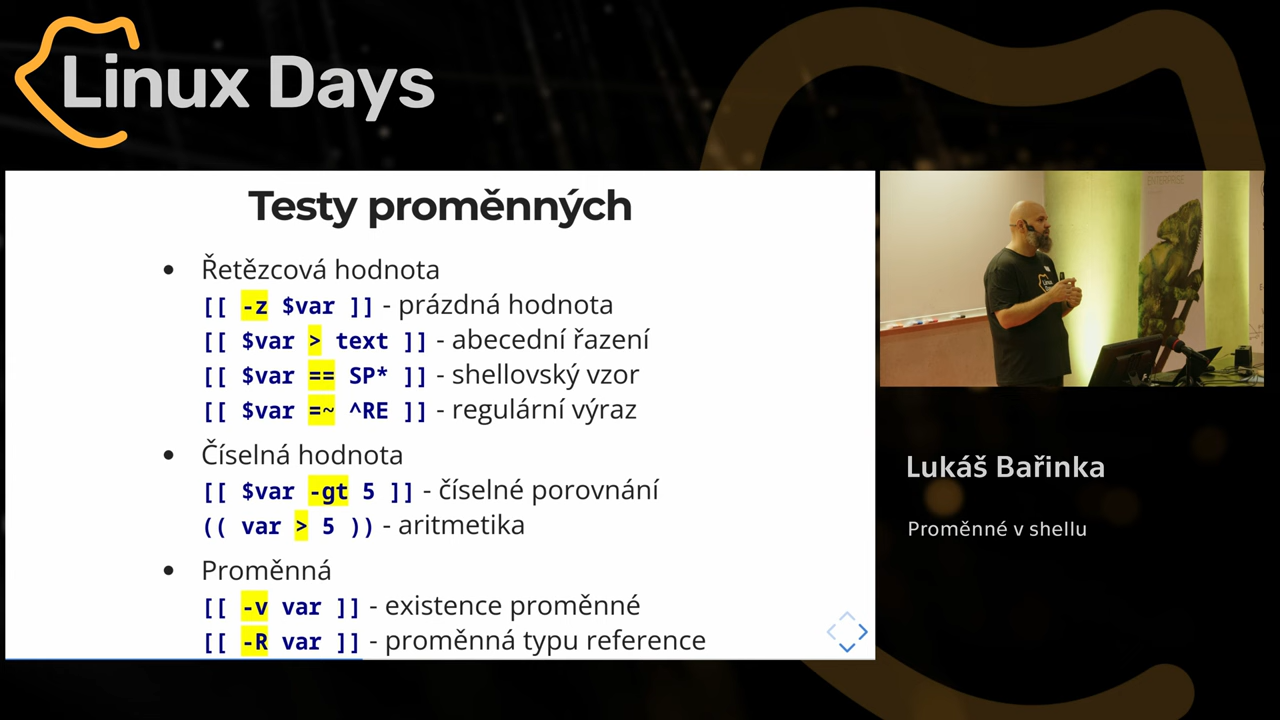 Linux Days
Testy proměnných
• Řetězcová hodnota
[[ -z $var ]] - prázdná hodnota
[[ $var > text ]] - abecední řazení
[[ $var == SP* ]] - shellovský vzor
[[ $var =~ ^RE ]] - regulární výraz
• Číselná hodnota
[[ $var -gt 5 ]] - číselné porovnání
(( var > 5 )) - aritmetika
• Proměnná
[[ -v var ]] - existence proměnné
[[ -R var ]] - proměnná typu reference
ENTERPRISE
Lukáš Bařinka
Proměnné v shellu